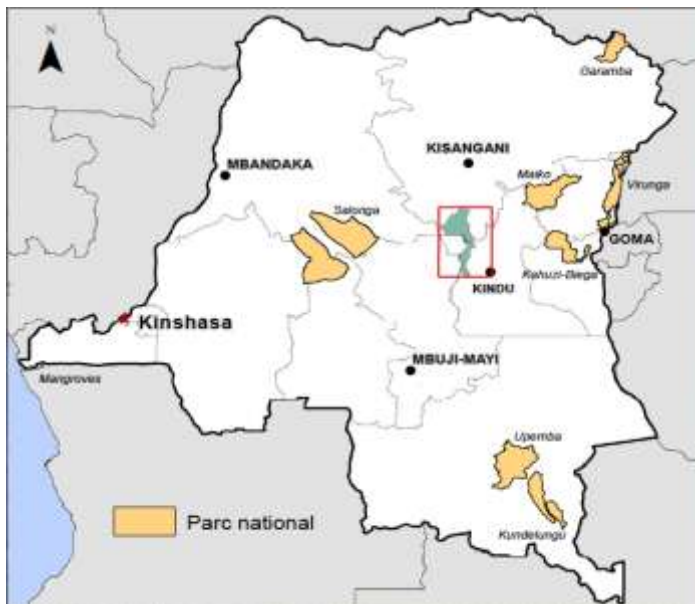 N
Garamba
KISANGANI
MBANDAKA
Maiko
Virunga
Salonga
GOMA
Kahuzi-Biega
KINDU
Kinshasa
MBUJI-MAYI
Mangroves
Upemba
Parc national
Kundelungu